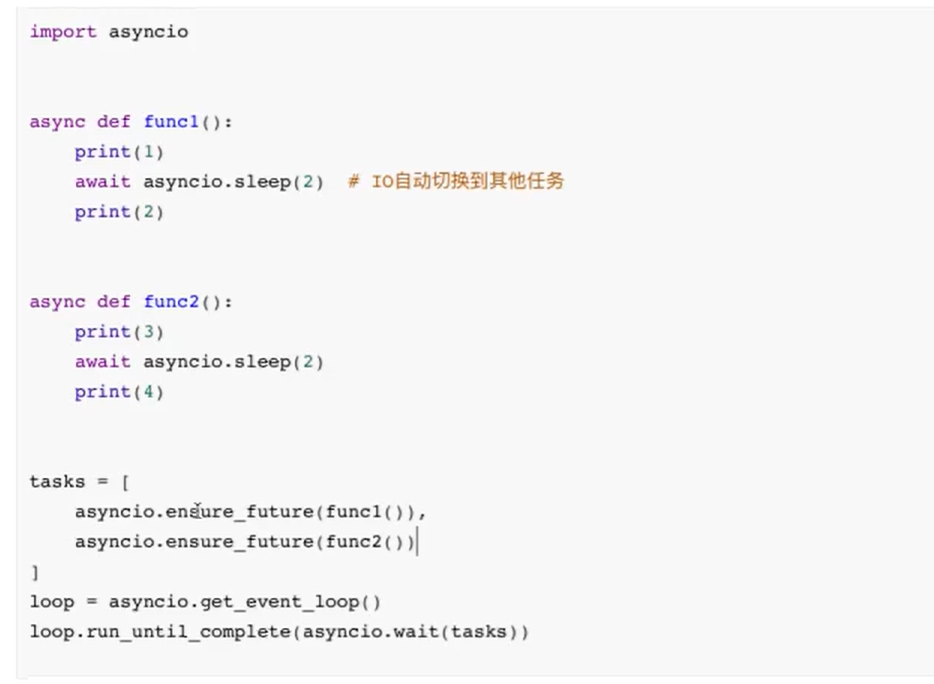 import asyncio
async def func1():
    print(1)
    await asyncio.sleep(2)  # IO自动切换到其他任务
    print(2)
async def func2():
    print(3)
    await asyncio.sleep(2)
    print(4)
tasks = [
    asyncio.ensure_future(func1()),
    asyncio.ensure_future(func2())
]
loop = asyncio.get_event_loop()
loop.run_until_complete(asyncio.wait(tasks))